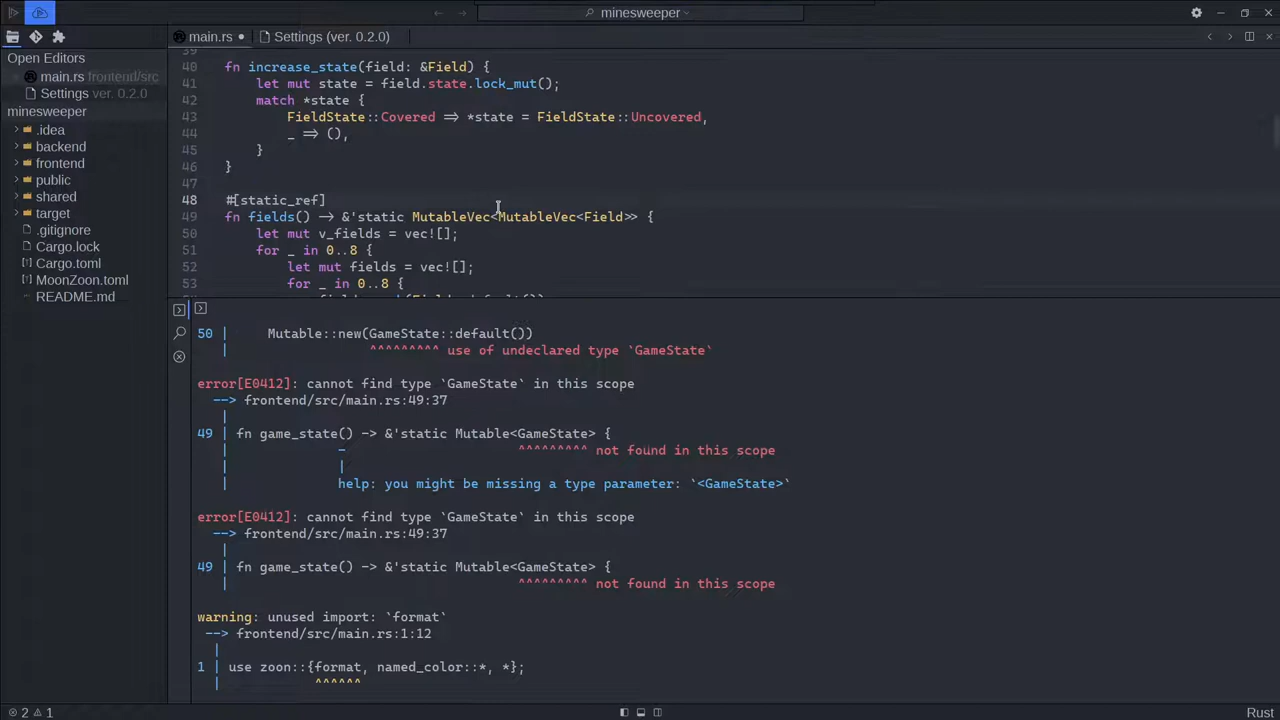 minesweeper
main.rs
Settings (ver. 0.2.0)
Open Editors
main.rs frontend/src
Settings ver. 0.2.0
minesweeper
.idea
backend
frontend
public
shared
target
.gitignore
Cargo.lock
Cargo.toml
MoonZoon.toml
README.md
39
40 fn increase_state(field: &Field) {
41 let mut state = field.state.lock_mut();
42 match *state {
43 FieldState::Covered => *state = FieldState::Uncovered,
44 _ => (),
45 }
46 }
47
48 #[static_ref]
49 fn fields() -> &'static MutableVec<MutableVec<Field>> {
50 let mut v_fields = vec![];
51 for _ in 0..8 {
52 let mut fields = vec![];
53 for _ in 0..8 {
50 | Mutable::new(GameState::default())
| ^^^^^^^^^ use of undeclared type `GameState`
error[E0412]: cannot find type `GameState` in this scope
--> frontend/src/main.rs:49:37
|
49 | fn game_state() -> &'static Mutable<GameState> {
| - ^^^^^^^^^ not found in this scope
| |
| help: you might be missing a type parameter: `<GameState>`
error[E0412]: cannot find type `GameState` in this scope
--> frontend/src/main.rs:49:37
|
49 | fn game_state() -> &'static Mutable<GameState> {
| ^^^^^^^^^ not found in this scope
warning: unused import: `format`
--> frontend/src/main.rs:1:12
|
1 | use zoon::{format, named_color::*, *};
| ^^^^^^
2 1
Rust